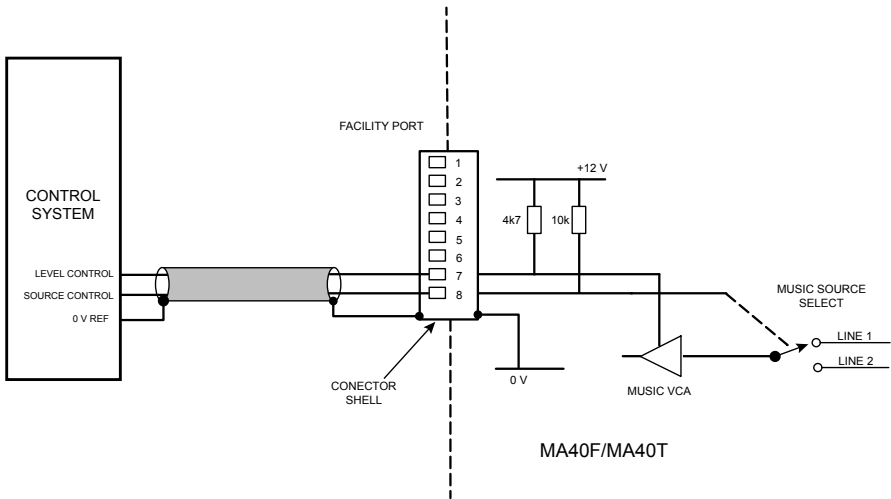 FACILITY PORT
CONTROL
SYSTEM
LEVEL CONTROL
SOURCE CONTROL
0 V REF
1
2
3
4
5
6
7
8
CONECTOR
SHELL
+12 V
4k7
10k
0 V
MUSIC VCA
MUSIC SOURCE
SELECT
LINE 1
LINE 2
MA40F/MA40T